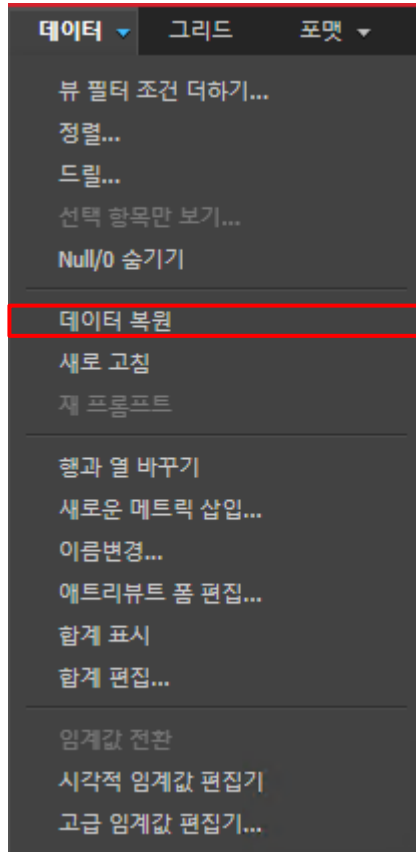 데이터 그리드 포맷
뷰 필터 조건 더하기...
정렬...
드릴...
선택 항목만 보기...
Null/0 숨기기
데이터 복원
새로 고침
재 프롬프트
행과 열 바꾸기
새로운 메트릭 삽입...
이름변경...
애트리뷰트 폼 편집...
합계 표시
합계 편집...
임계값 전환
시각적 임계값 편집기
고급 임계값 편집기...